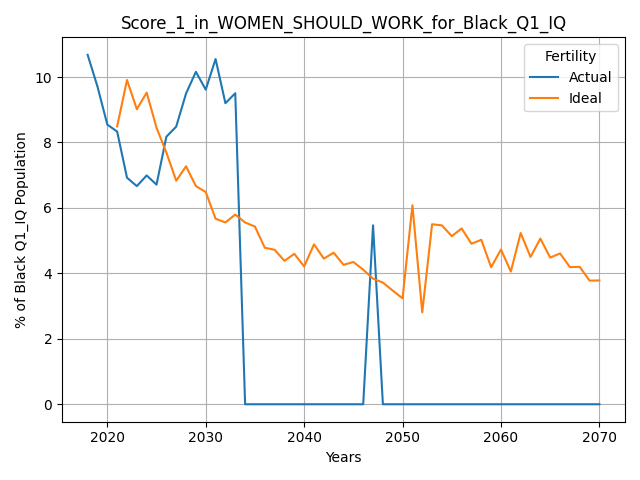 Score_1_in_WOMEN_SHOULD_WORK_for_Black_Q1_IQ
Fertility
Actual
Ideal
% of Black Q1_IQ Population
10
8
6
4
2
0
2020 2030 2040 2050 2060 2070
Years